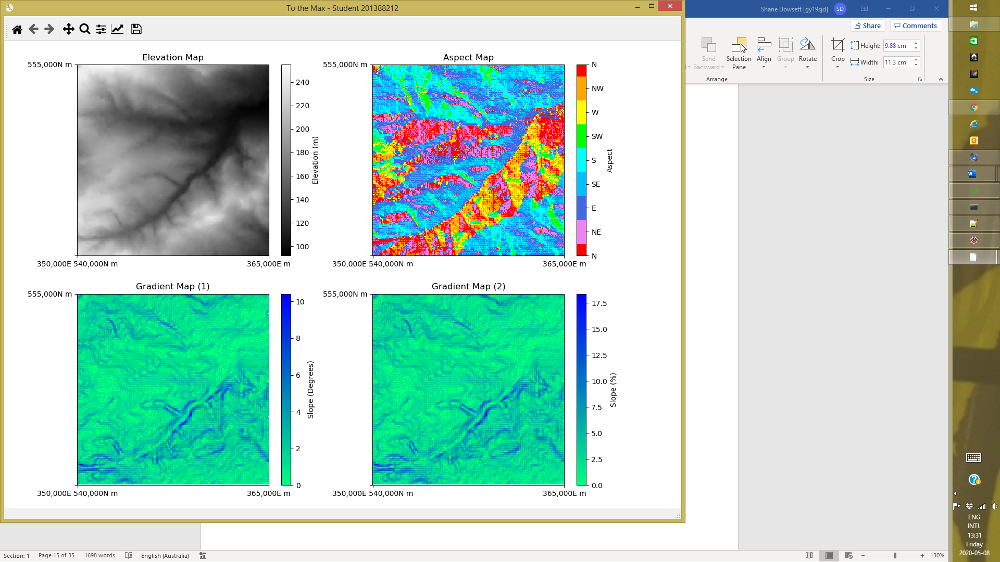 To the Max - Student 201388212
Shane Dowsett [gy19sjd]
SD
Share
Comments
Send
Backward
Selection
Pane
Align
Group
Rotate
Crop
Height:
9.88 cm
Width:
11.3 cm
Arrange
Size
Elevation Map
555,000N m
240
220
200
180
160
140
120
100
Elevation (m)
350,000E 540,000N m
365,000E m
Aspect Map
555,000N m
N
NW
W
SW
S
SE
E
NE
N
Aspect
350,000E 540,000N m
365,000E m
Gradient Map (1)
555,000N m
10
8
6
4
2
0
Slope (Degrees)
350,000E 540,000N m
365,000E m
Gradient Map (2)
555,000N m
17.5
15.0
12.5
10.0
7.5
5.0
2.5
0.0
Slope (%)
350,000E 540,000N m
365,000E m
Section: 1
Page 15 of 35
1698 words
English (Australia)
130%
ENG
INTL
13:31
Friday
2020-05-08